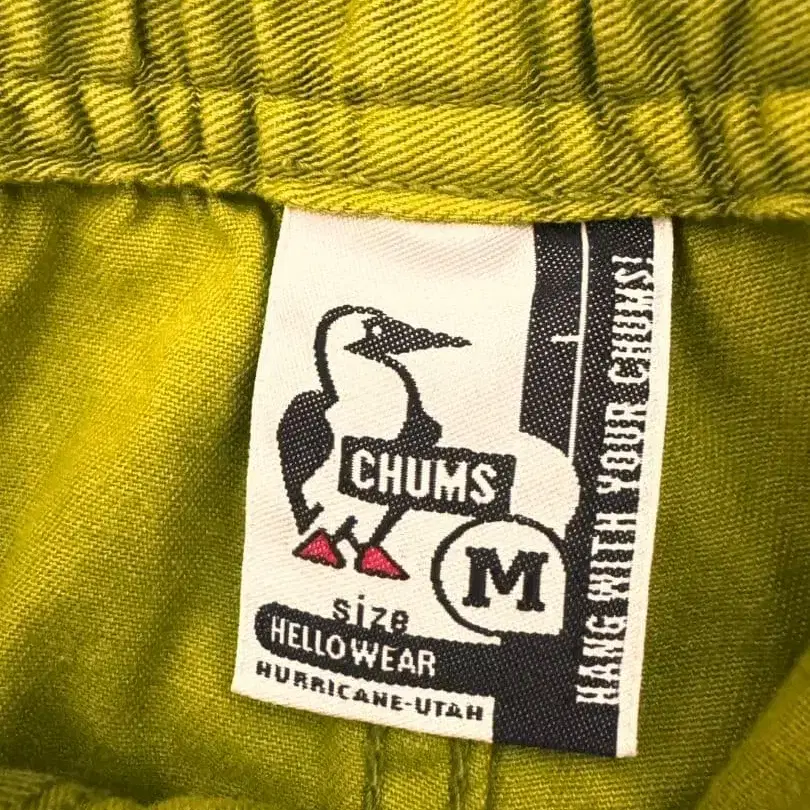 CHUMS
M
size
HELLO WEAR
HURRICANE-UTAH
HANG WITH YOUR CHUMS!